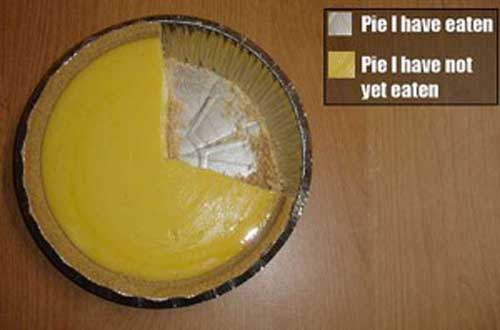 Pie I have eaten
Pie I have not
yet eaten